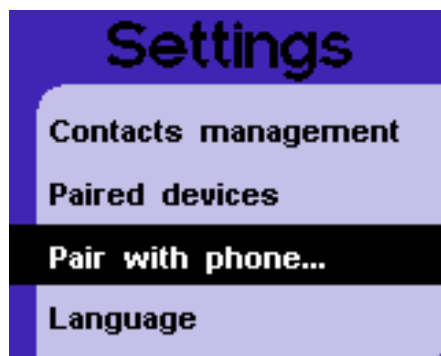 Settings
Contacts management
Paired devices
Pair with phone...
Language